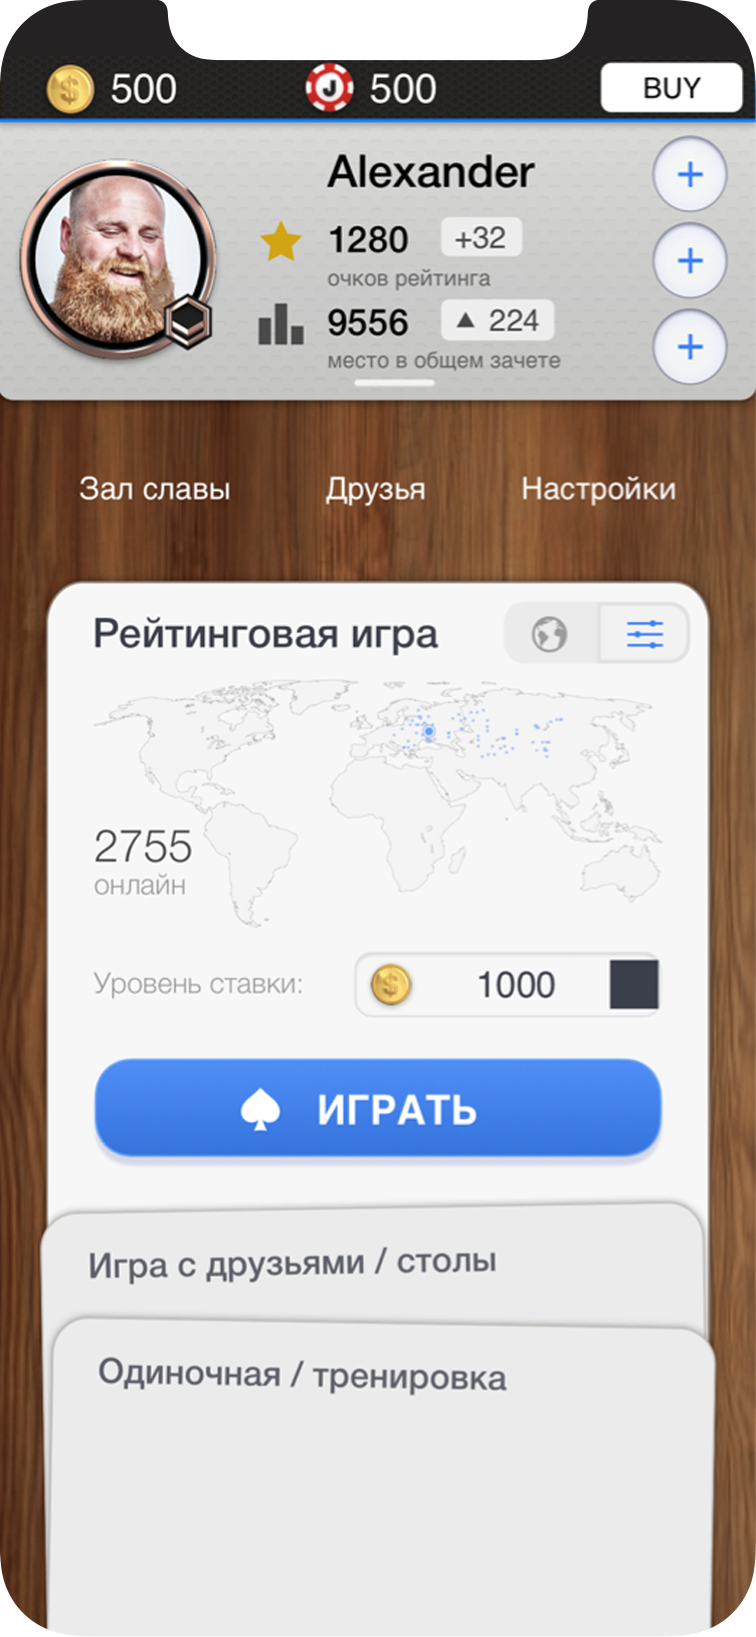 500 500 BUY
Alexander
1280 +32
очков рейтинга
9556 ▲ 224
место в общем зачете
Зал славы Друзья Настройки
Рейтинговая игра
2755
онлайн
Уровень ставки: 1000
ИГРАТЬ
Игра с друзьями / столы
Одиночная / тренировка